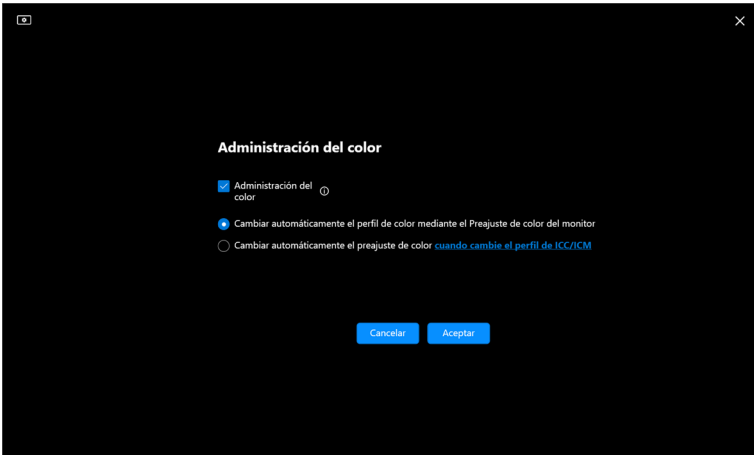 Administración del color
Administración del
color
Cambiar automáticamente el perfil de color mediante el Preajuste de color del monitor
Cambiar automáticamente el preajuste de color cuando cambie el perfil de ICC/ICM
Cancelar Aceptar